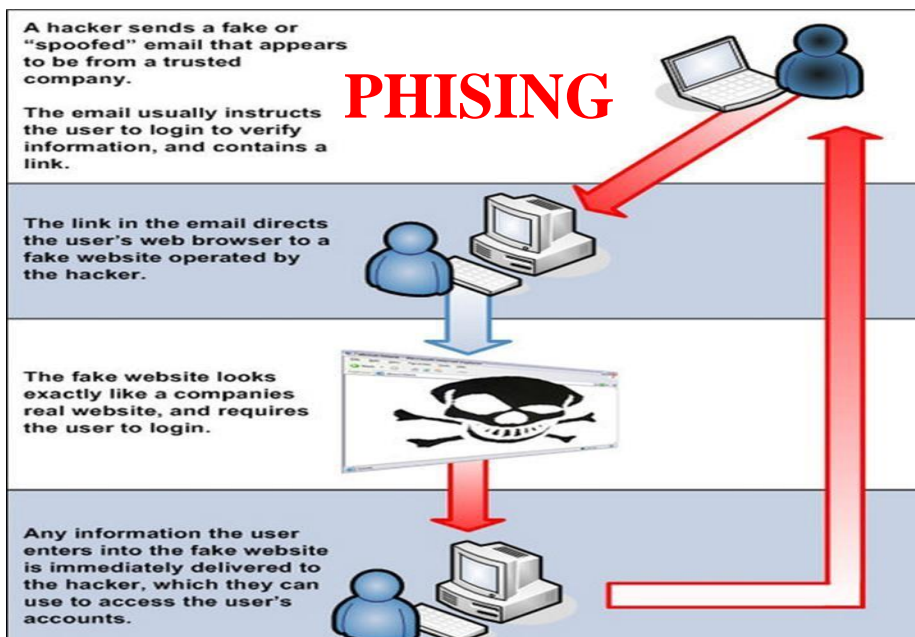 A hacker sends a fake or
“spoofed” email that appears
to be from a trusted
company.
PHISING
The email usually instructs
the user to login to verify
information, and contains a
link.
The link in the email directs
the user’s web browser to a
fake website operated by
the hacker.
The fake website looks
exactly like a companies
real website, and requires
the user to login.
Any information the user
enters into the fake website
is immediately delivered to
the hacker, which they can
use to access the user’s
accounts.